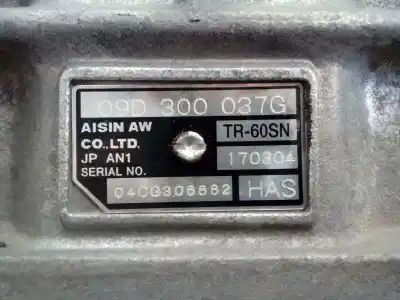 09D 300 037G
AISIN AW
CO.,LTD.
TR-60SN
JP AN1
170304
SERIAL NO.
04CG306662
HAS